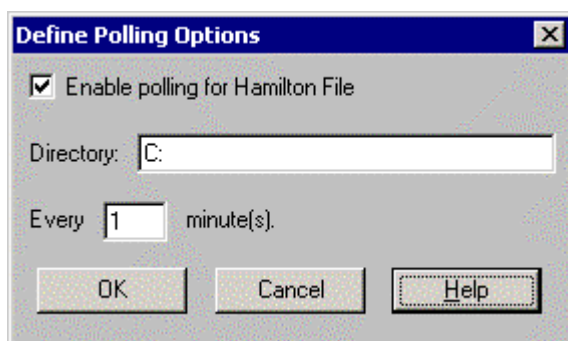 Define Polling Options
Enable polling for Hamilton File
Directory: C:
Every 1 minute(s).
OK Cancel Help